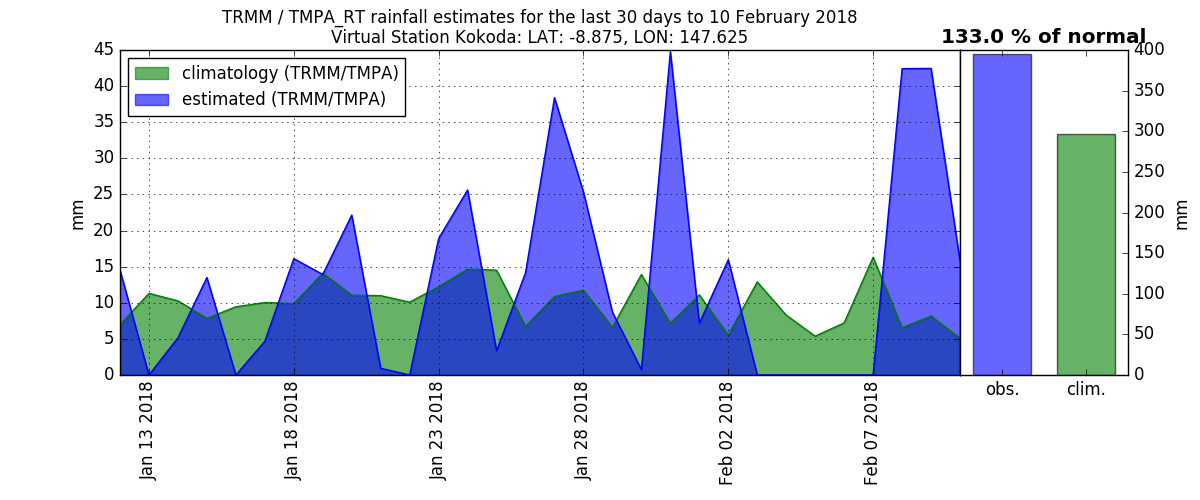 TRMM / TMPA_RT rainfall estimates for the last 30 days to 10 February 2018
Virtual Station Kokoda: LAT: -8.875, LON: 147.625
133.0 % of normal
climatology (TRMM/TMPA)
estimated (TRMM/TMPA)
mm
45
40
35
30
25
20
15
10
5
0
Jan 13 2018
Jan 18 2018
Jan 23 2018
Jan 28 2018
Feb 02 2018
Feb 07 2018
obs.
clim.
400
350
300
250
200
150
100
50
0
mm